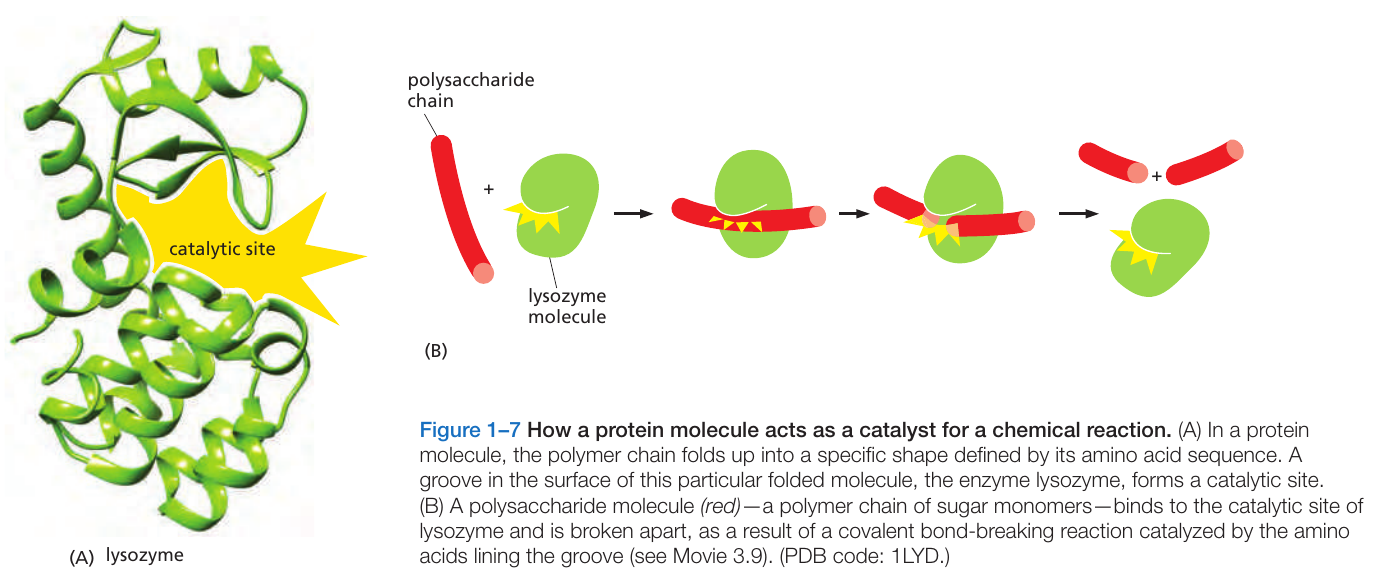 catalytic site
(A) lysozyme
polysaccharide
chain
+
lysozyme
molecule
+
(B)
Figure 1–7 How a protein molecule acts as a catalyst for a chemical reaction. (A) In a protein
molecule, the polymer chain folds up into a specific shape defined by its amino acid sequence. A
groove in the surface of this particular folded molecule, the enzyme lysozyme, forms a catalytic site.
(B) A polysaccharide molecule (red)—a polymer chain of sugar monomers—binds to the catalytic site of
lysozyme and is broken apart, as a result of a covalent bond-breaking reaction catalyzed by the amino
acids lining the groove (see Movie 3.9). (PDB code: 1LYD.)